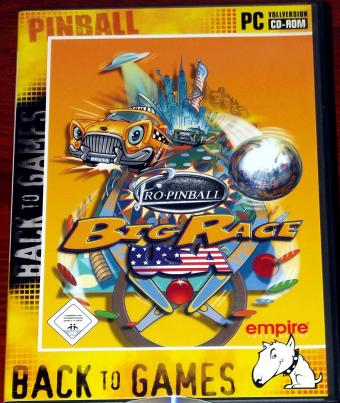 PINBALL
PC VOLLVERSION
CD-ROM
BACK TO GAMES
PRO·PINBALL
BIG RACE
USA
empire
BACK TO GAMES